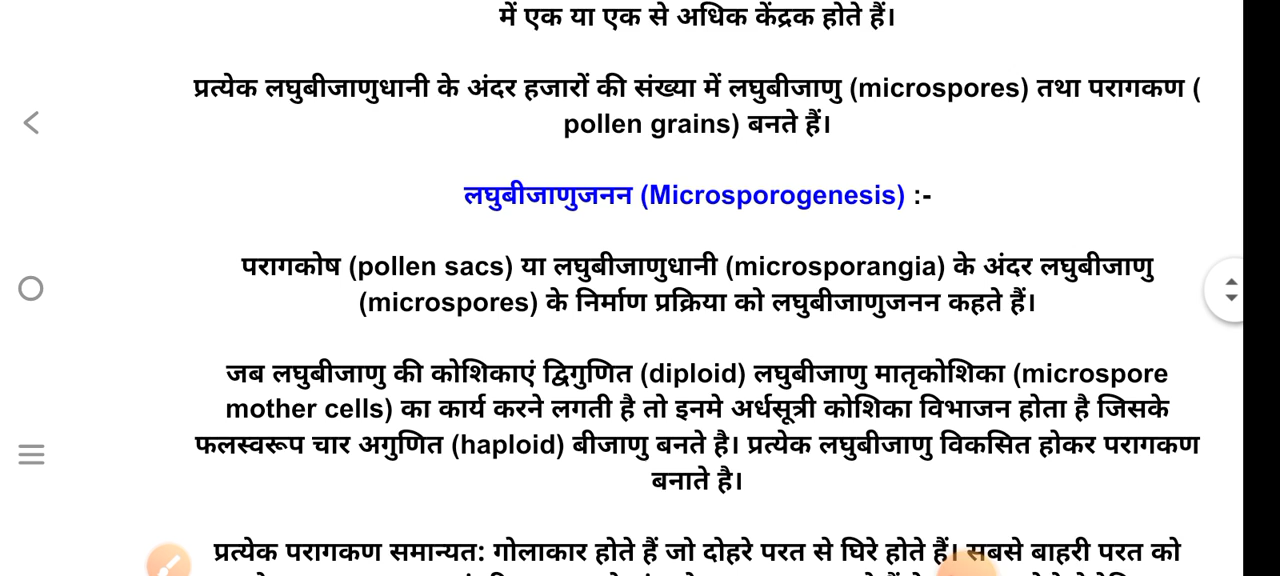 में एक या एक से अधिक केंद्रक होते हैं।
प्रत्येक लघुबीजाणुधानी के अंदर हजारों की संख्या में लघुबीजाणु (microspores) तथा परागकण (
pollen grains) बनते हैं।
लघुबीजाणुजनन (Microsporogenesis) :-
परागकोष (pollen sacs) या लघुबीजाणुधानी (microsporangia) के अंदर लघुबीजाणु
(microspores) के निर्माण प्रक्रिया को लघुबीजाणुजनन कहते हैं।
जब लघुबीजाणु की कोशिकाएं द्विगुणित (diploid) लघुबीजाणु मातृकोशिका (microspore
mother cells) का कार्य करने लगती है तो इनमे अर्धसूत्री कोशिका विभाजन होता है जिसके
फलस्वरूप चार अगुणित (haploid) बीजाणु बनते है। प्रत्येक लघुबीजाणु विकसित होकर परागकण
बनाते है।
प्रत्येक परागकण समान्यत: गोलाकार होते हैं जो दोहरे परत से घिरे होते हैं। सबसे बाहरी परत को